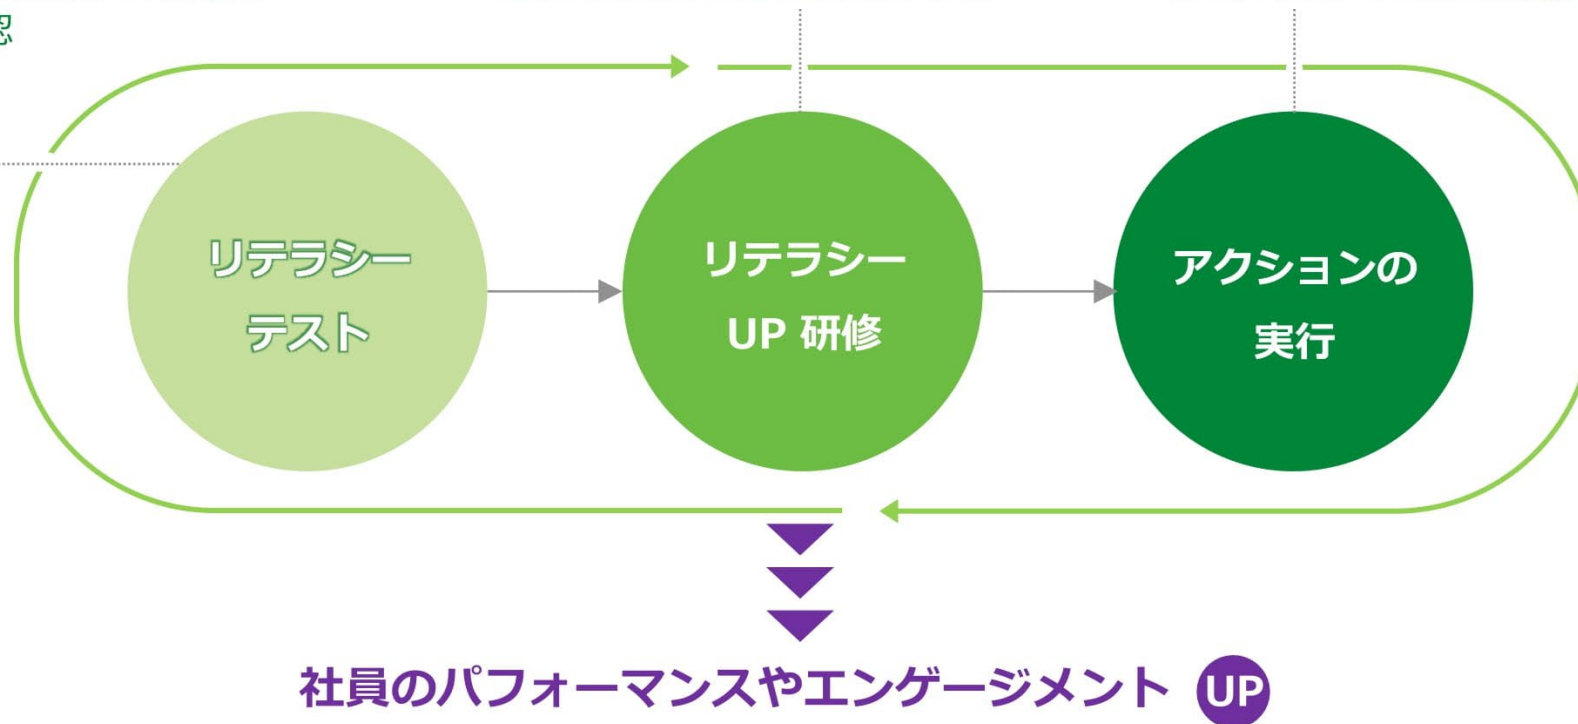 認
リテラシー
テスト
リテラシー
UP 研修
アクションの
実行
社員のパフォーマンスやエンゲージメント UP